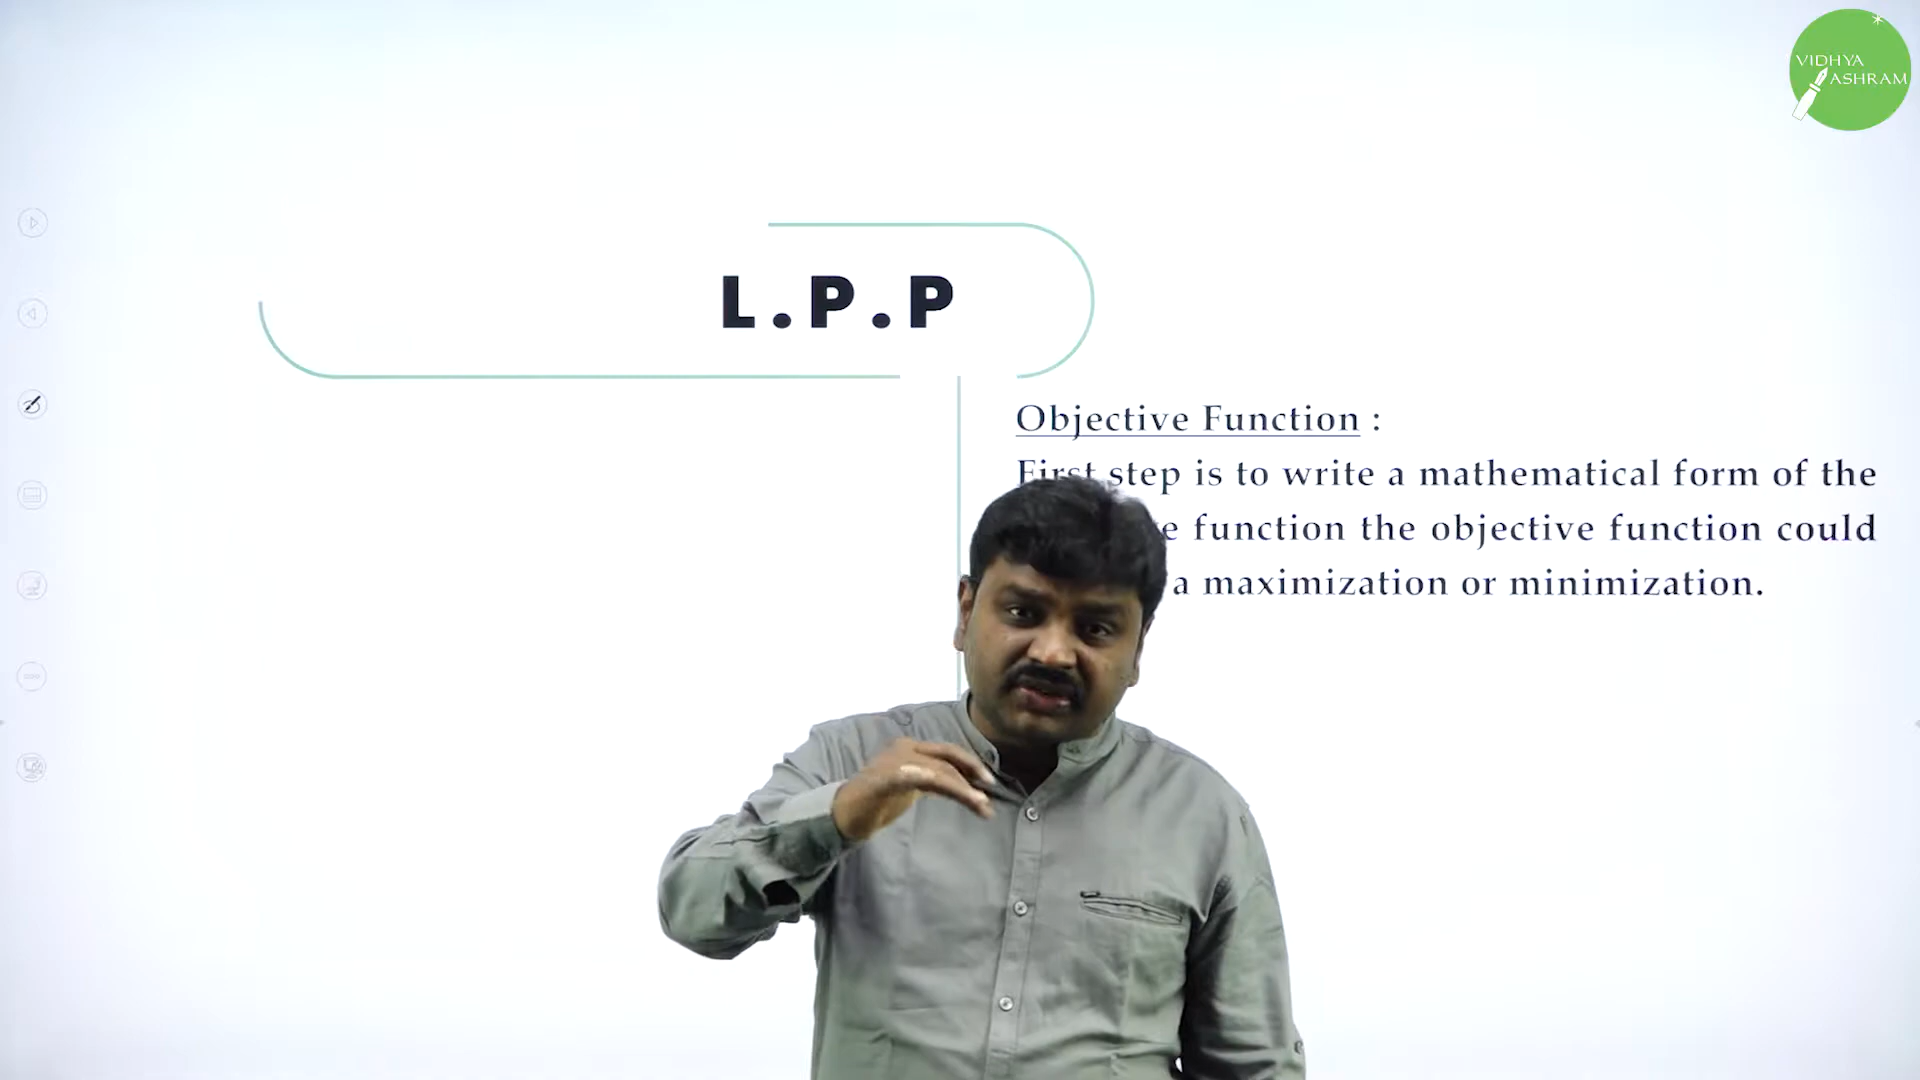 VIDHYA
ASHRAM
L.P.P
Objective Function :
First step is to write a mathematical form of the
function the objective function could
a maximization or minimization.